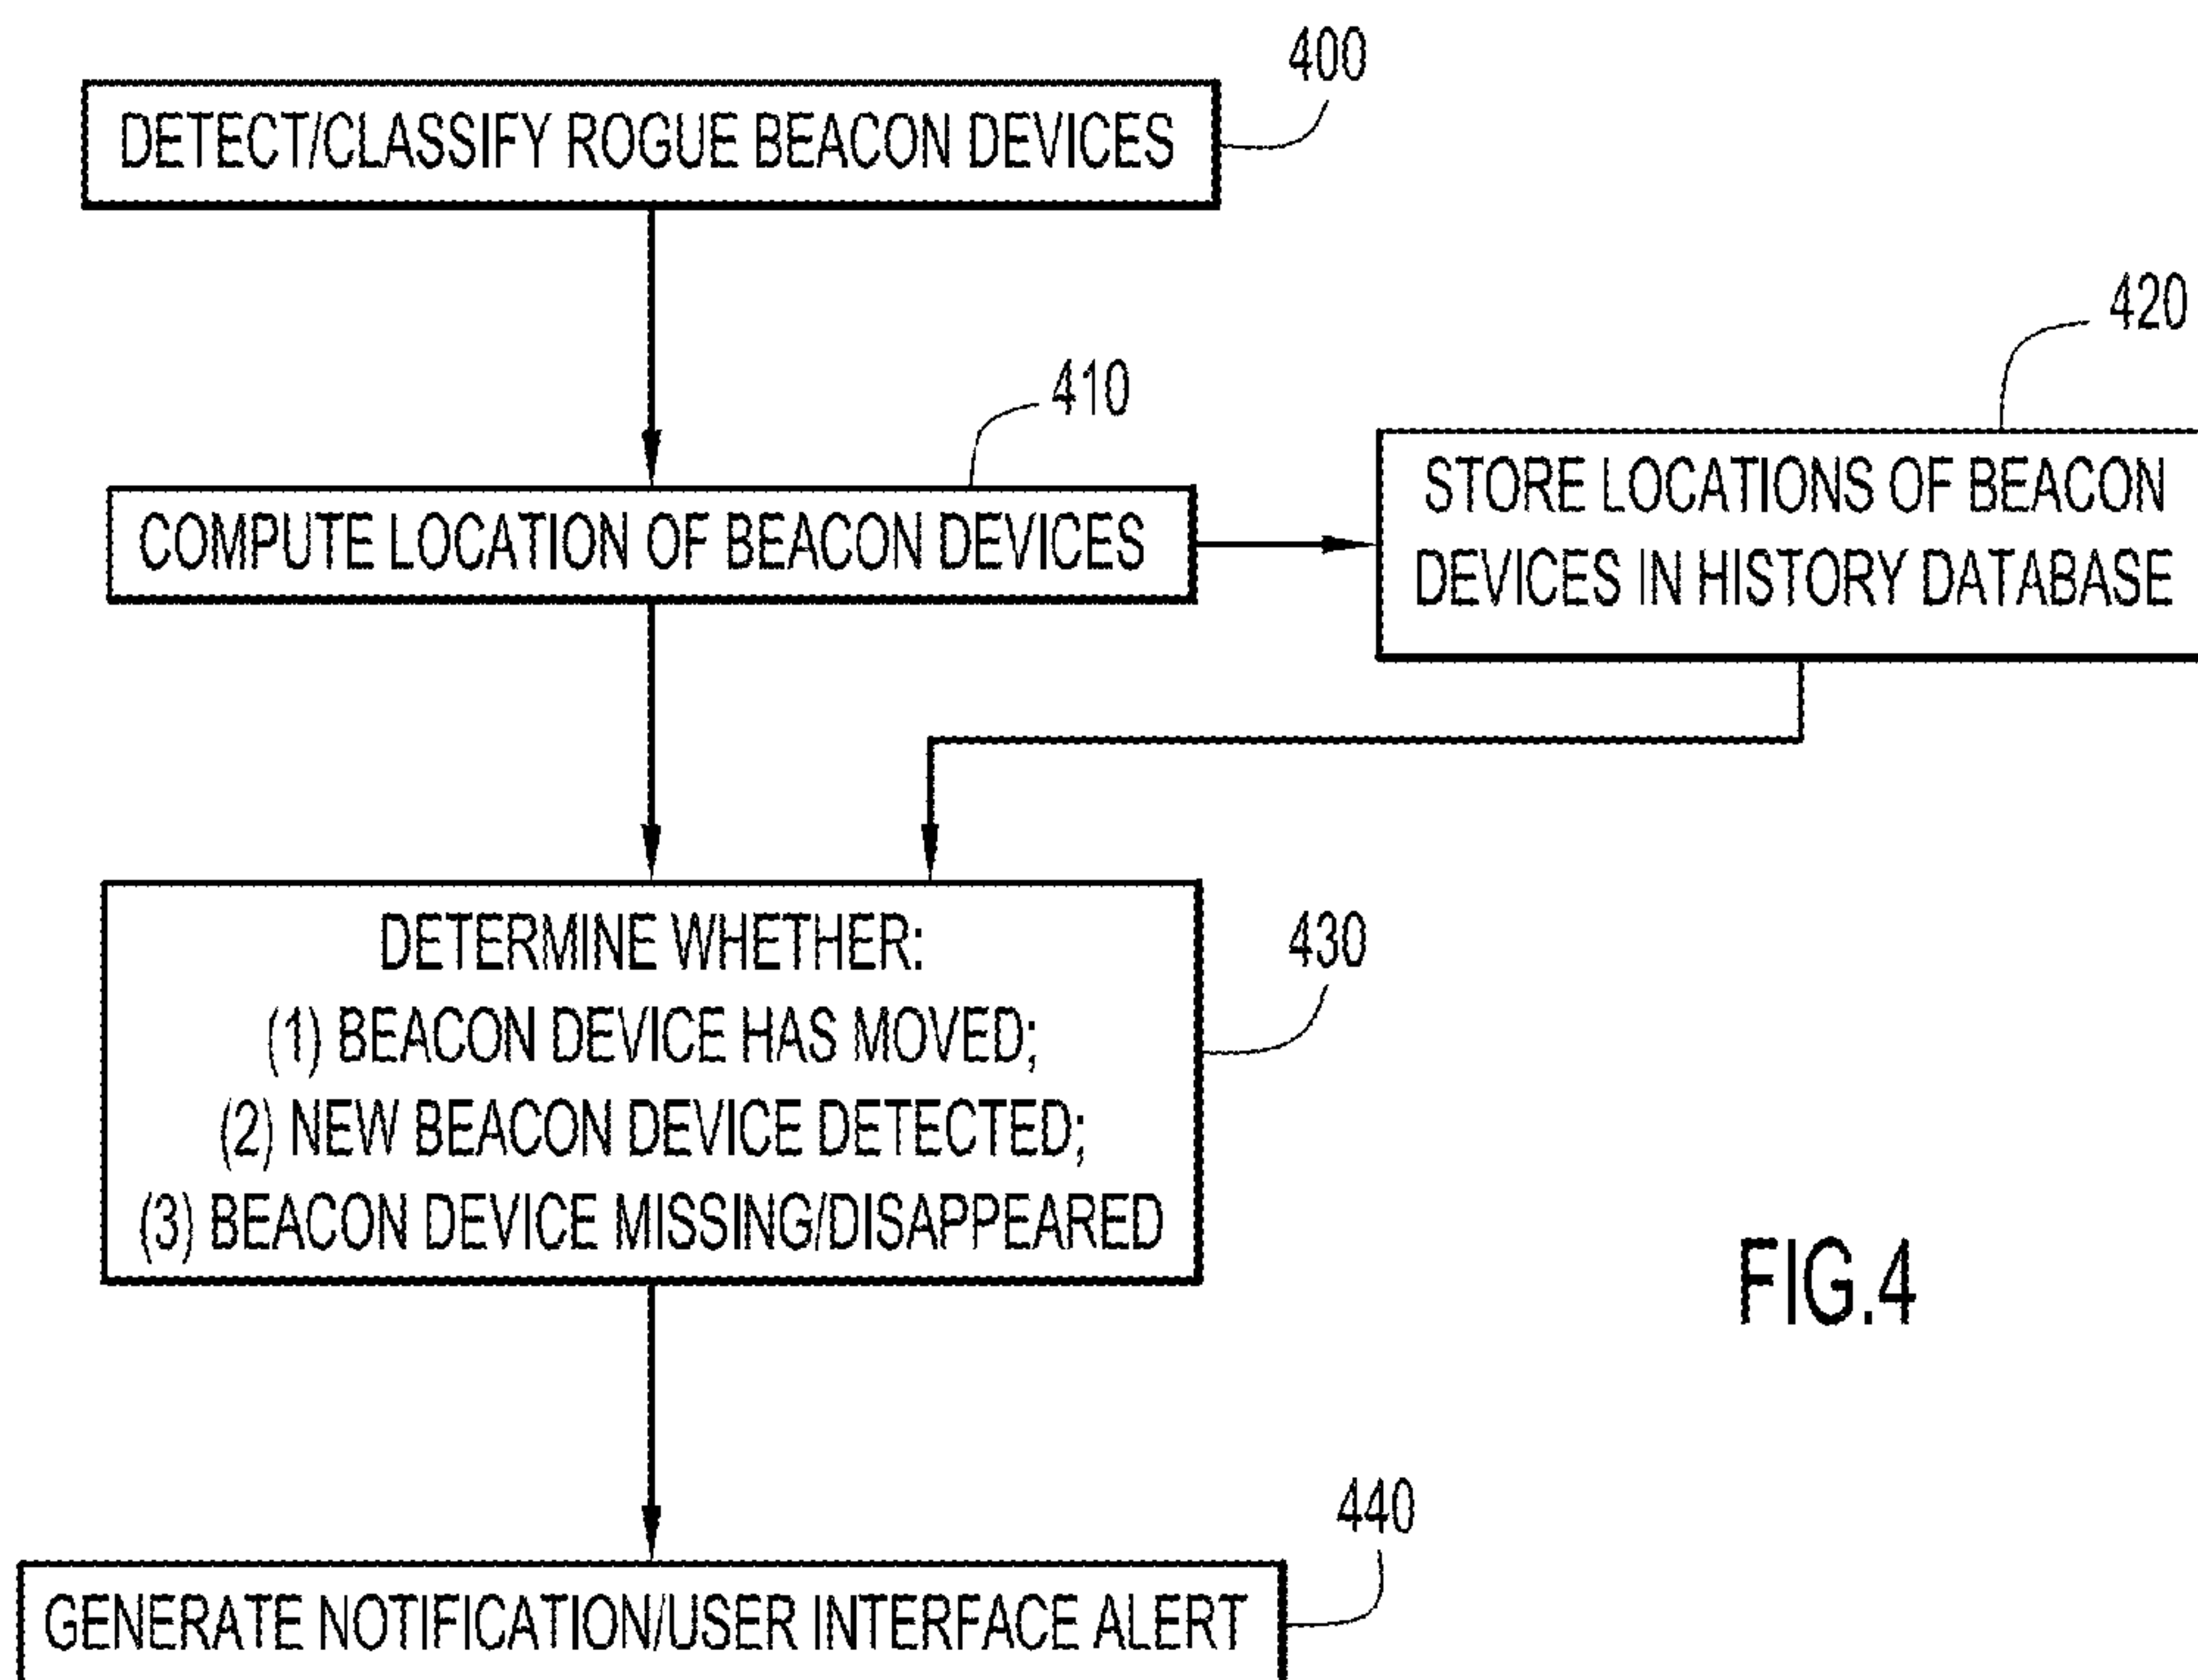 400
DETECT/CLASSIFY ROGUE BEACON DEVICES
420
410
COMPUTE LOCATION OF BEACON DEVICES
STORE LOCATIONS OF BEACON
DEVICES IN HISTORY DATABASE
430
DETERMINE WHETHER:
(1) BEACON DEVICE HAS MOVED;
(2) NEW BEACON DEVICE DETECTED;
(3) BEACON DEVICE MISSING/DISAPPEARED
FIG.4
440
GENERATE NOTIFICATION/USER INTERFACE ALERT